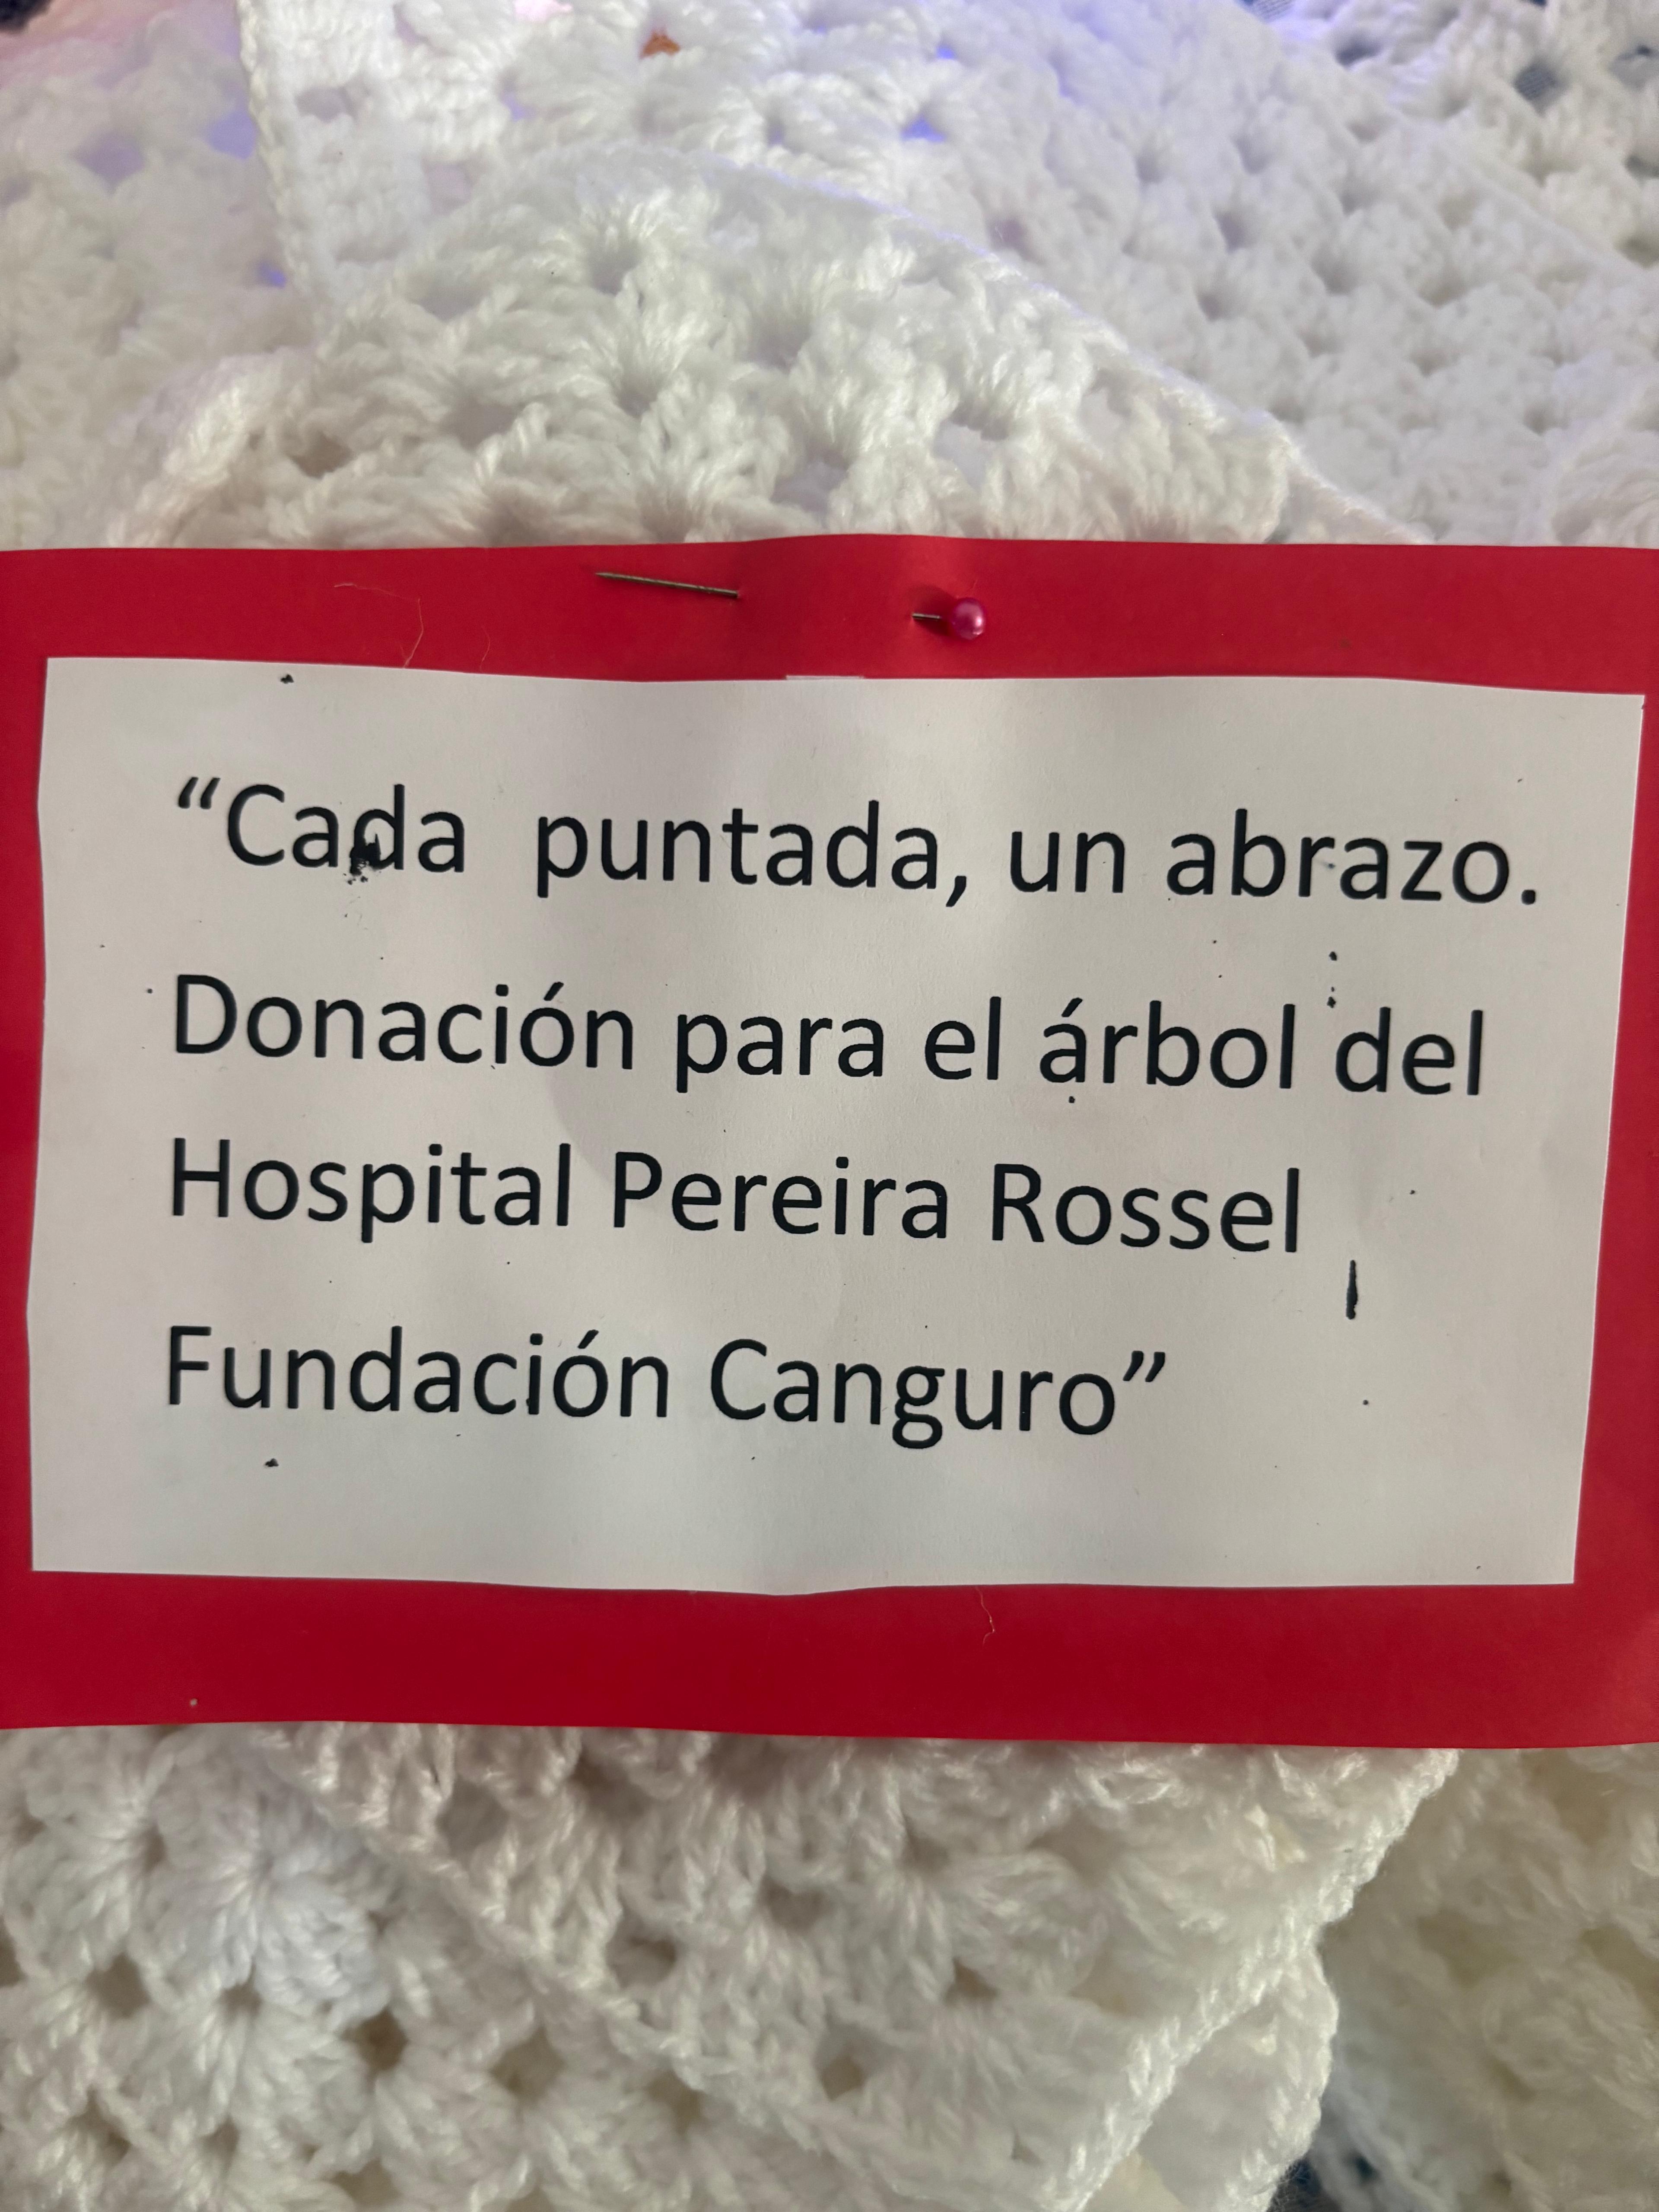 “Cada puntada, un abrazo.
Donación para el árbol del
Hospital Pereira Rossel
Fundación Canguro”